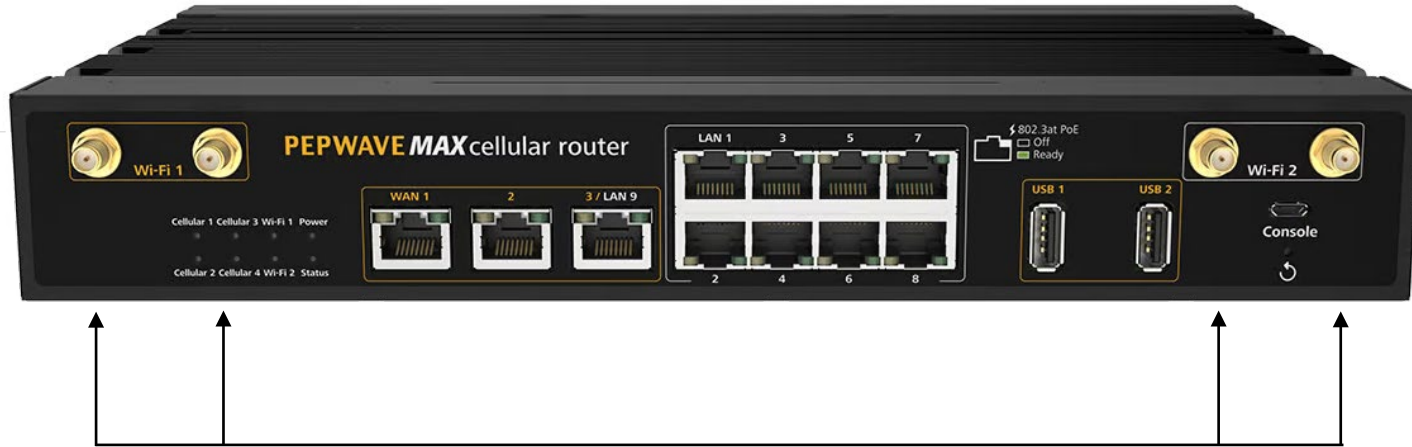 PEPWAVE MAX cellular router
Wi-Fi 1
Cellular 1 Cellular 3 Wi-Fi 1 Power
Cellular 2 Cellular 4 Wi-Fi 2 Status
WAN 1 2 3 / LAN 9
LAN 1 3 5 7
2 4 6 8
802.3at PoE
Off
Ready
USB 1 USB 2
Wi-Fi 2
Console